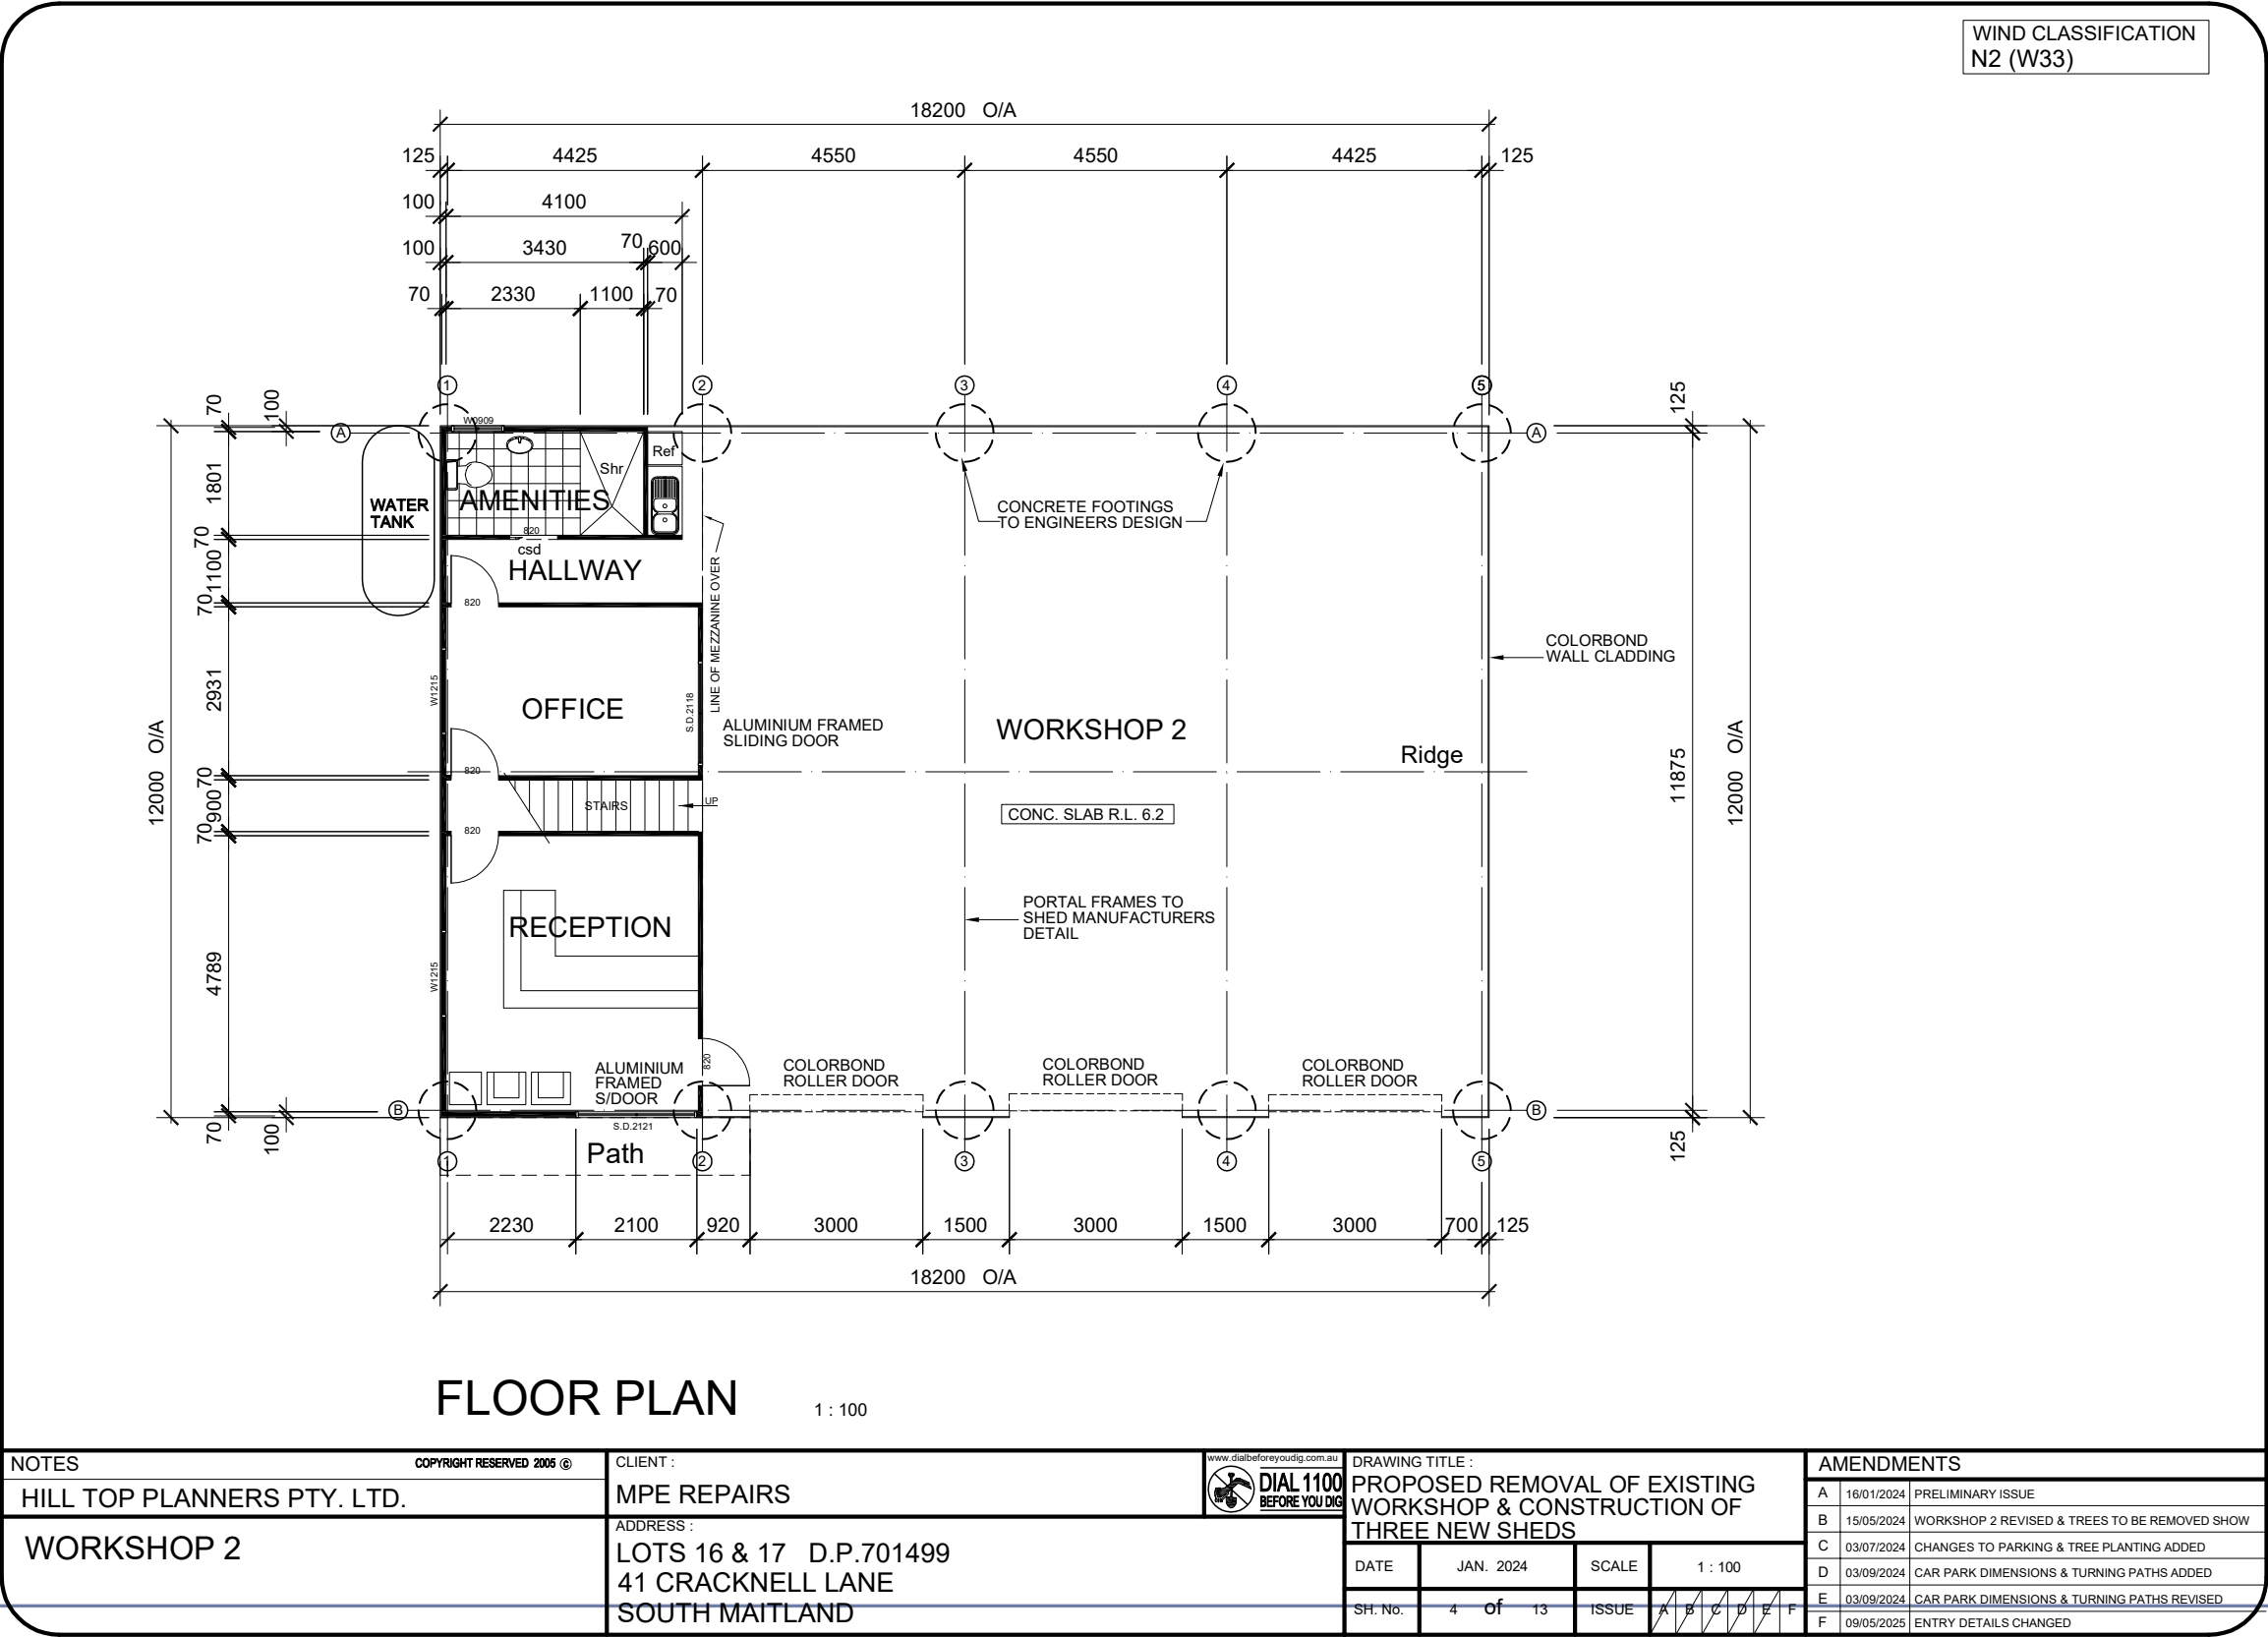 WIND CLASSIFICATION
N2 (W33)
18200 O/A
125 4425 4550 4550 4425 125
100 4100
100 3430 70 600
70 2330 1100 70
1 2 3 4 5
70 100 125
A W0909 A
Ref
Shr
1801
WATER
TANK
AMENITIES
CONCRETE FOOTINGS
TO ENGINEERS DESIGN
820
csd
70
HALLWAY
1100
70
820
LINE OF MEZZANINE OVER
COLORBOND
WALL CLADDING
2931
W1215
OFFICE
S.D.2118
ALUMINIUM FRAMED
SLIDING DOOR
WORKSHOP 2
Ridge
12000 O/A
11875
12000 O/A
70
820
900
STAIRS
UP
CONC. SLAB R.L. 6.2
70
820
PORTAL FRAMES TO
SHED MANUFACTURERS
DETAIL
RECEPTION
4789
W1215
820
ALUMINIUM
FRAMED
S/DOOR
COLORBOND
ROLLER DOOR
COLORBOND
ROLLER DOOR
COLORBOND
ROLLER DOOR
B B
70 100 125
S.D.2121
Path
1 2 3 4 5
2230 2100 920 3000 1500 3000 1500 3000 700 125
18200 O/A
FLOOR PLAN 1 : 100
NOTES COPYRIGHT RESERVED 2005 ©
HILL TOP PLANNERS PTY. LTD.
WORKSHOP 2
CLIENT :
MPE REPAIRS
ADDRESS :
LOTS 16 & 17 D.P.701499
41 CRACKNELL LANE
SOUTH MAITLAND
www.dialbeforeyoudig.com.au
DIAL 1100
BEFORE YOU DIG
DRAWING TITLE :
PROPOSED REMOVAL OF EXISTING
WORKSHOP & CONSTRUCTION OF
THREE NEW SHEDS
DATE JAN. 2024 SCALE 1 : 100
SH. No. 4 of 13 ISSUE A B C D E F
AMENDMENTS
A 16/01/2024 PRELIMINARY ISSUE
B 15/05/2024 WORKSHOP 2 REVISED & TREES TO BE REMOVED SHOW
C 03/07/2024 CHANGES TO PARKING & TREE PLANTING ADDED
D 03/09/2024 CAR PARK DIMENSIONS & TURNING PATHS ADDED
E 03/09/2024 CAR PARK DIMENSIONS & TURNING PATHS REVISED
F 09/05/2025 ENTRY DETAILS CHANGED